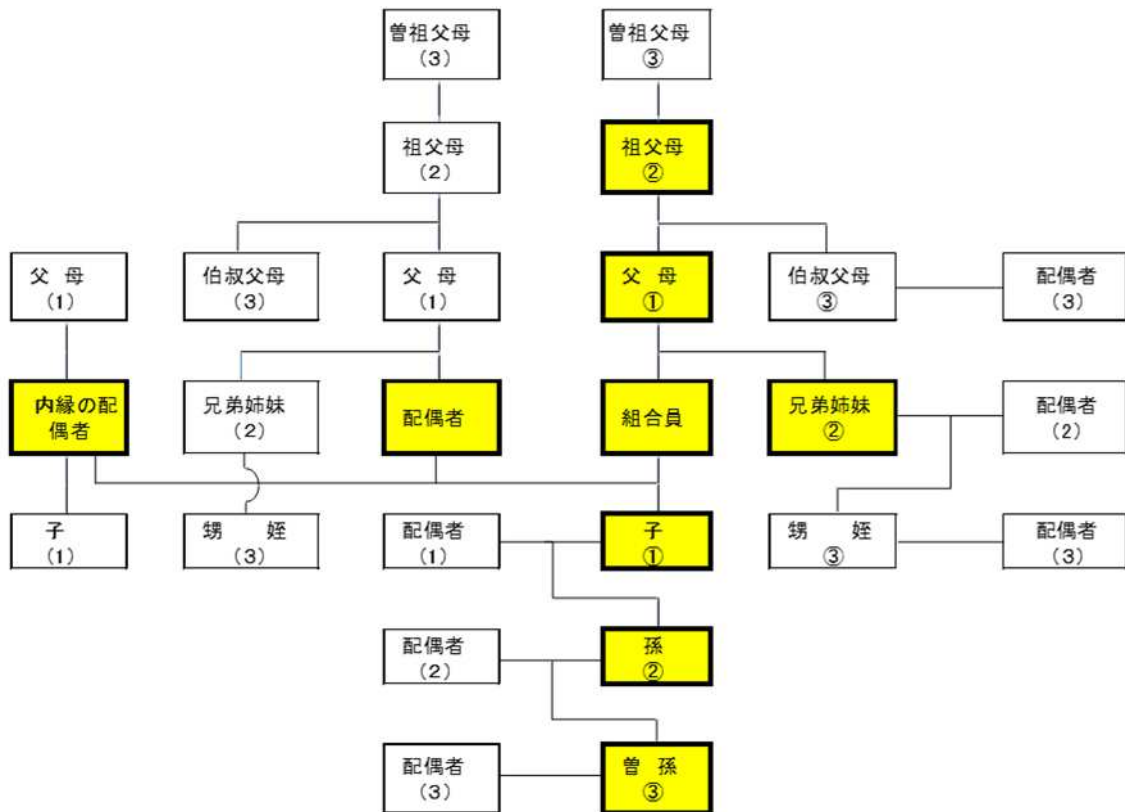 曽祖父母
(3)
曽祖父母
③
祖父母
(2)
祖父母
②
父 母
(1)
伯叔父母
(3)
父 母
(1)
父 母
①
伯叔父母
③
配偶者
(3)
内縁の配
偶者
兄弟姉妹
(2)
配偶者
組合員
兄弟姉妹
②
配偶者
(2)
子
(1)
甥 姪
(3)
配偶者
(1)
子
①
甥 姪
③
配偶者
(3)
配偶者
(2)
孫
②
配偶者
(3)
曽 孫
③